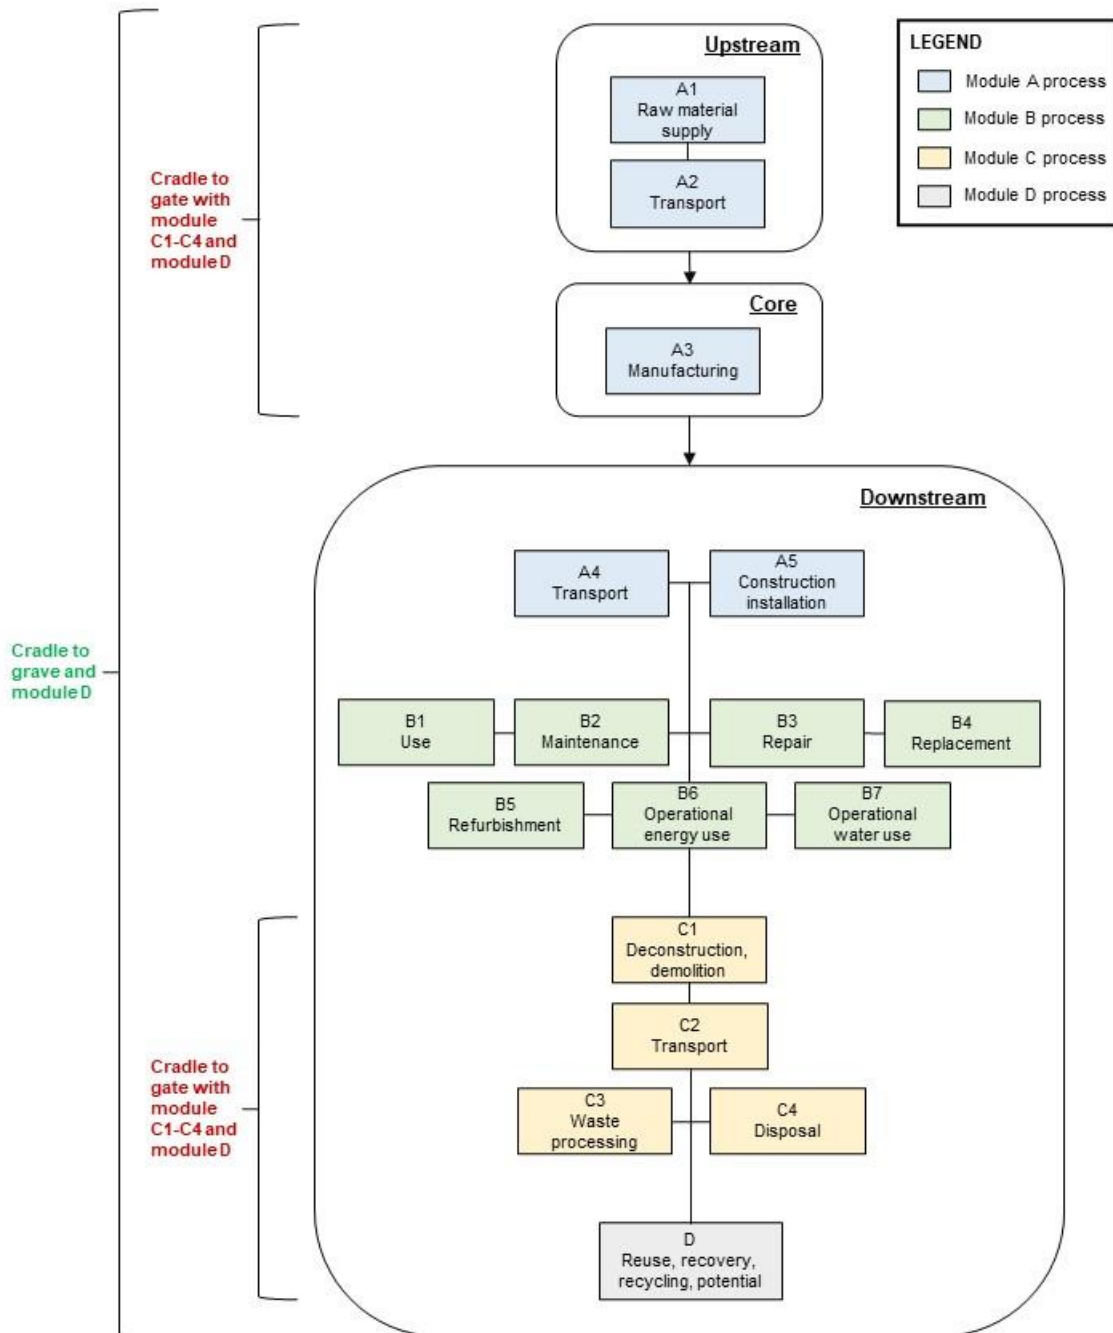 Upstream
A1
Raw material
supply
A2
Transport
LEGEND
Module A process
Module B process
Module C process
Module D process
Cradle to
gate with
module
C1-C4 and
module D
Core
A3
Manufacturing
Downstream
A4
Transport
A5
Construction
installation
Cradle to
grave and
module D
B1
Use
B2
Maintenance
B3
Repair
B4
Replacement
B5
Refurbishment
B6
Operational
energy use
B7
Operational
water use
C1
Deconstruction,
demolition
C2
Transport
Cradle to
gate with
module
C1-C4 and
module D
C3
Waste
processing
C4
Disposal
D
Reuse, recovery,
recycling, potential